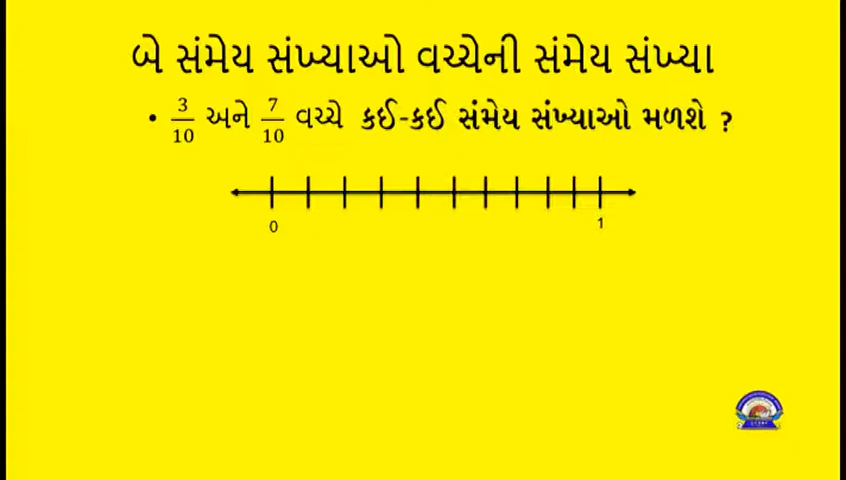 બે સંમેય સંખ્યાઓ વચ્ચેની સંમેય સંખ્યા
• 3/10 અને 7/10 વચ્ચે કઈ-કઈ સંમેય સંખ્યાઓ મળશે ?
0 1